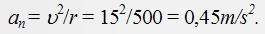 aₙ = υ²/r = 15²/500 = 0,45m/s².